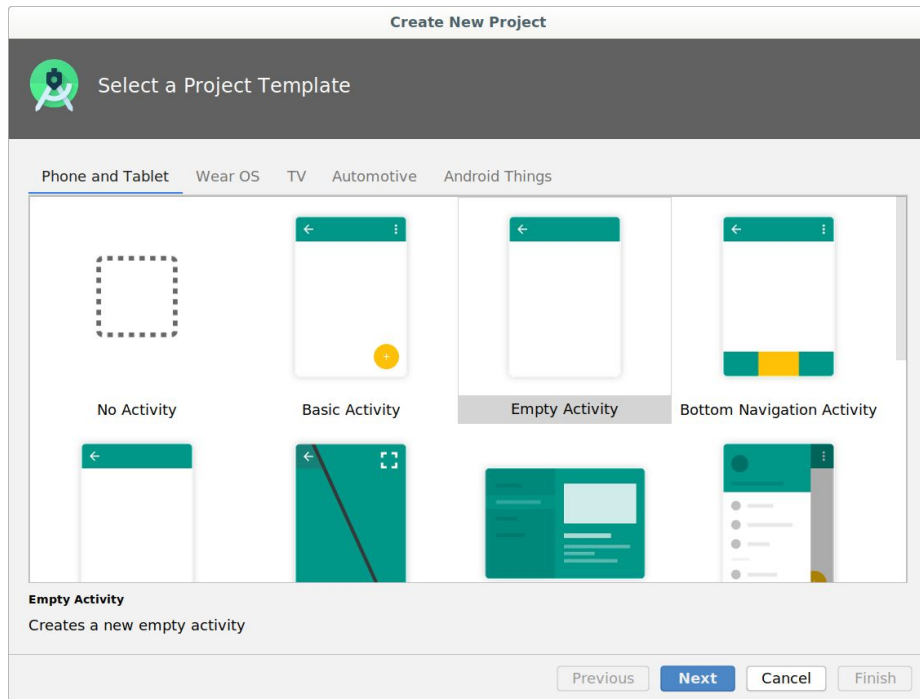 Create New Project
Select a Project Template
Phone and Tablet Wear OS TV Automotive Android Things
No Activity Basic Activity Empty Activity Bottom Navigation Activity
Empty Activity
Creates a new empty activity
Previous Next Cancel Finish